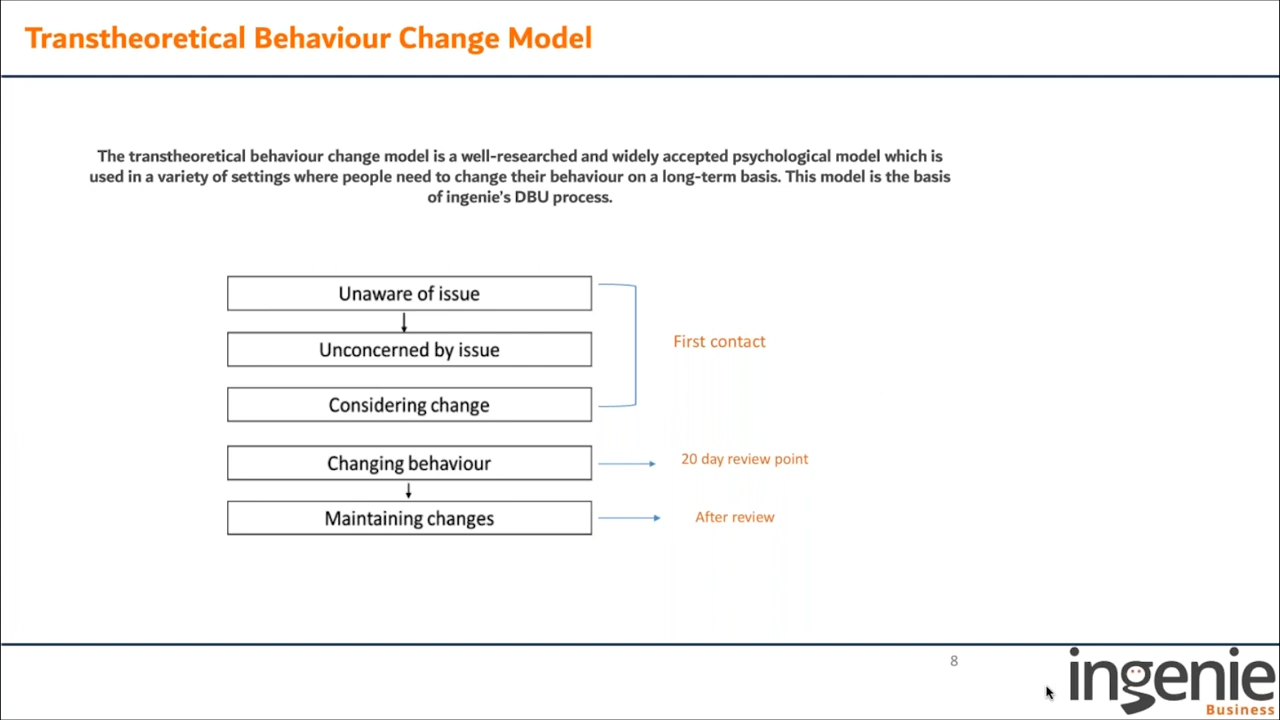 Transtheoretical Behaviour Change Model
The transtheoretical behaviour change model is a well-researched and widely accepted psychological model which is
used in a variety of settings where people need to change their behaviour on a long-term basis. This model is the basis
of ingenie's DBU process.
Unaware of issue
Unconcerned by issue
First contact
Considering change
Changing behaviour
20 day review point
Maintaining changes
After review
8
ingenie
Business